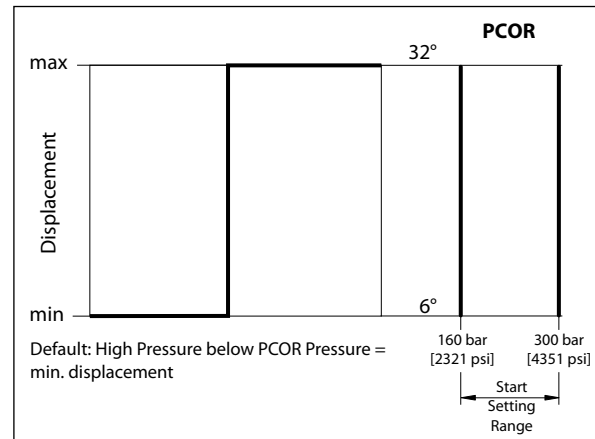 PCOR
max
32°
Displacement
min
6°
Default: High Pressure below PCOR Pressure =
min. displacement
160 bar
[2321 psi]
300 bar
[4351 psi]
Start
Setting
Range